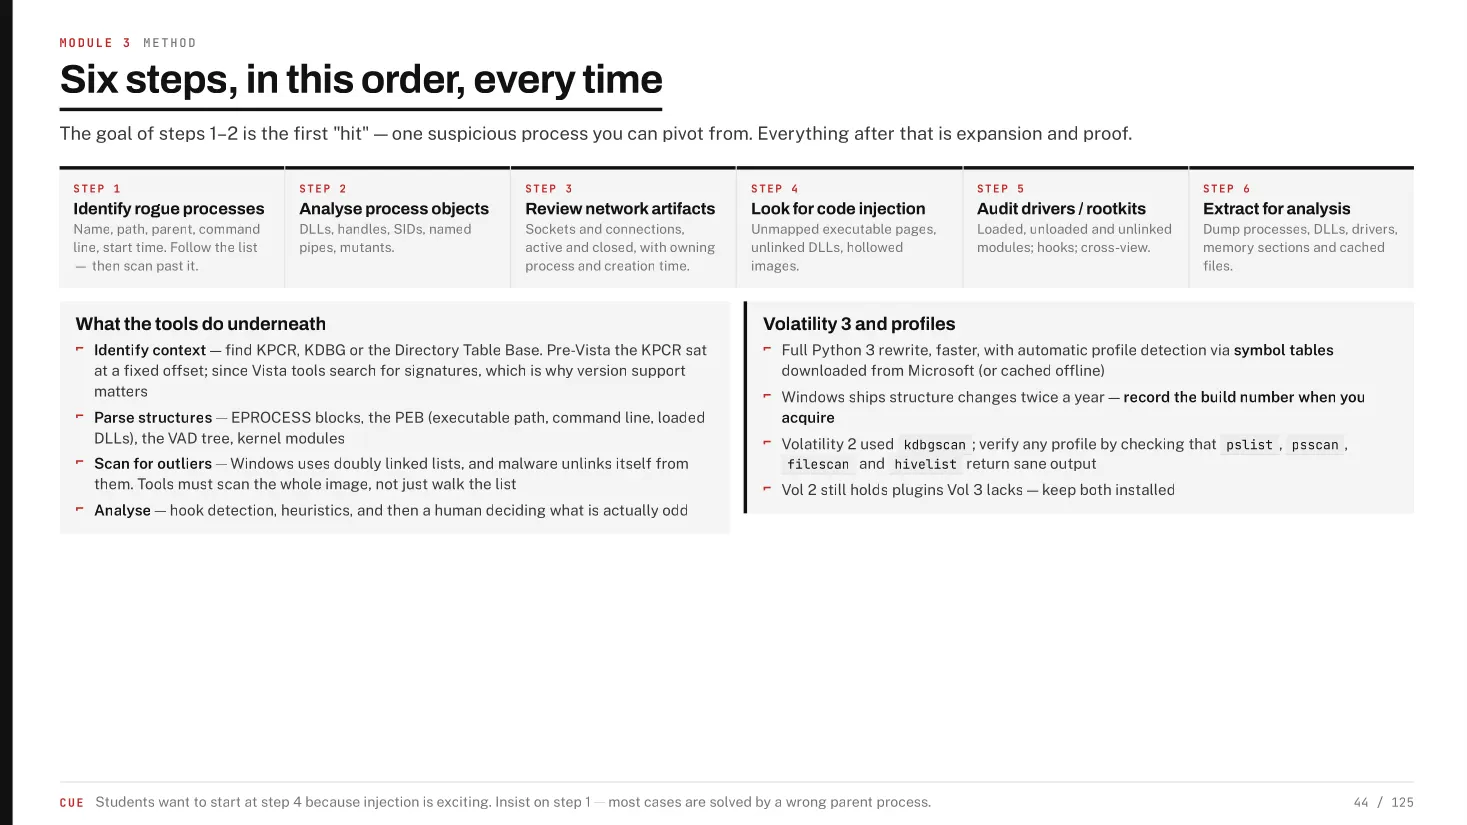 MODULE 3 METHOD
Six steps, in this order, every time
The goal of steps 1–2 is the first "hit" — one suspicious process you can pivot from. Everything after that is expansion and proof.
STEP 1
Identify rogue processes
Name, path, parent, command
line, start time. Follow the list
— then scan past it.
STEP 2
Analyse process objects
DLLs, handles, SIDs, named
pipes, mutants.
STEP 3
Review network artifacts
Sockets and connections,
active and closed, with owning
process and creation time.
STEP 4
Look for code injection
Unmapped executable pages,
unlinked DLLs, hollowed
images.
STEP 5
Audit drivers / rootkits
Loaded, unloaded and unlinked
modules; hooks; cross-view.
STEP 6
Extract for analysis
Dump processes, DLLs, drivers,
memory sections and cached
files.
What the tools do underneath
Identify context — find KPCR, KDBG or the Directory Table Base. Pre-Vista the KPCR sat
at a fixed offset; since Vista tools search for signatures, which is why version support
matters
Parse structures — EPROCESS blocks, the PEB (executable path, command line, loaded
DLLs), the VAD tree, kernel modules
Scan for outliers — Windows uses doubly linked lists, and malware unlinks itself from
them. Tools must scan the whole image, not just walk the list
Analyse — hook detection, heuristics, and then a human deciding what is actually odd
Volatility 3 and profiles
Full Python 3 rewrite, faster, with automatic profile detection via symbol tables
downloaded from Microsoft (or cached offline)
Windows ships structure changes twice a year — record the build number when you
acquire
Volatility 2 used kdbgscan ; verify any profile by checking that pslist , psscan ,
filescan and hivelist return sane output
Vol 2 still holds plugins Vol 3 lacks — keep both installed
CUE Students want to start at step 4 because injection is exciting. Insist on step 1 — most cases are solved by a wrong parent process.
44 / 125